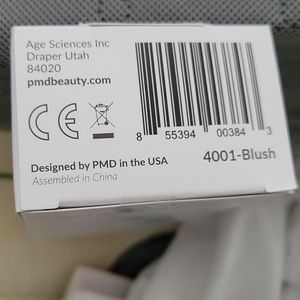 Age Sciences Inc
Draper Utah
84020
pmdbeauty.com
CE
8 55394 00384 3
Designed by PMD in the USA
4001-Blush
Assembled in China